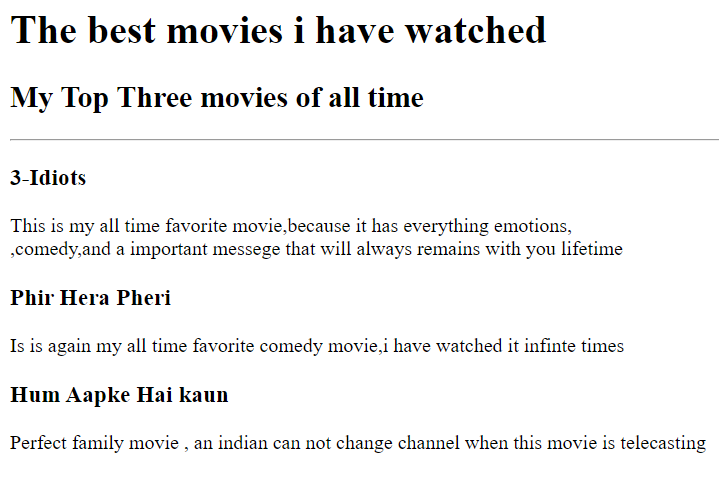 The best movies i have watched
My Top Three movies of all time
3-Idiots
This is my all time favorite movie,because it has everything emotions,
,comedy,and a important messege that will always remains with you lifetime
Phir Hera Pheri
Is is again my all time favorite comedy movie,i have watched it infinte times
Hum Aapke Hai kaun
Perfect family movie , an indian can not change channel when this movie is telecasting